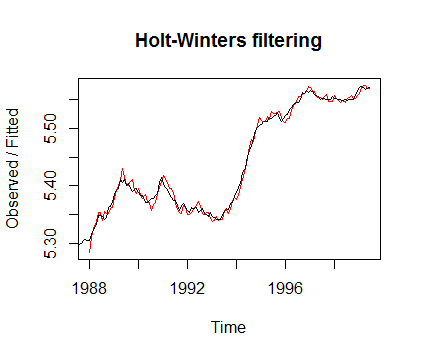 Holt-Winters filtering
Observed / Fitted
5.50
5.40
5.30
1988
1992
1996
Time